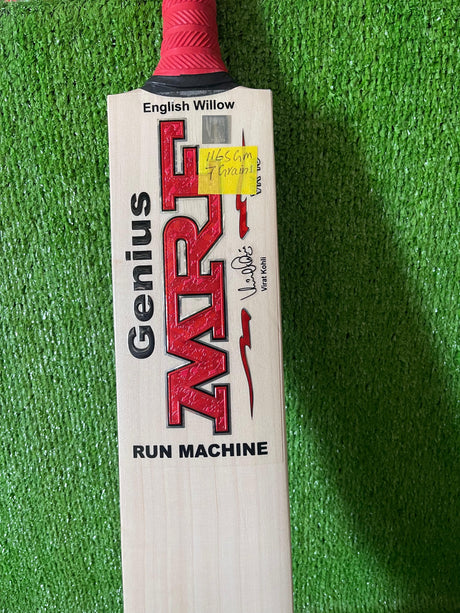 English Willow
1165gm
7 Grains
Genius
MRF
Virat Kohli
RUN MACHINE